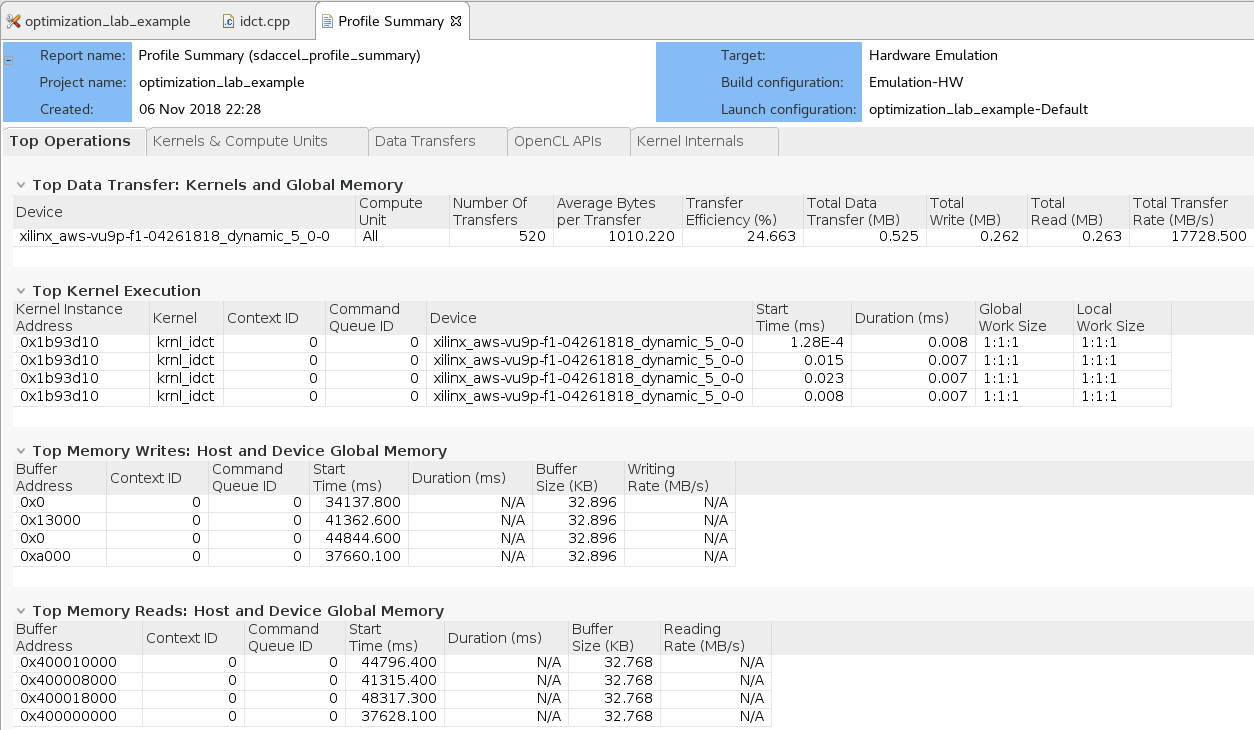 optimization_lab_example idct.cpp Profile Summary
Report name: Profile Summary (sdaccel_profile_summary) Target: Hardware Emulation
Project name: optimization_lab_example Build configuration: Emulation-HW
Created: 06 Nov 2018 22:28 Launch configuration: optimization_lab_example-Default
Top Operations Kernels & Compute Units Data Transfers OpenCL APIs Kernel Internals
Top Data Transfer: Kernels and Global Memory
Device Compute Unit Number Of Transfers Average Bytes per Transfer Transfer Efficiency (%) Total Data Transfer (MB) Total Write (MB) Total Read (MB) Total Transfer Rate (MB/s)
xilinx_aws-vu9p-f1-04261818_dynamic_5_0-0 All 520 1010.220 24.663 0.525 0.262 0.263 17728.500
Top Kernel Execution
Kernel Instance Address Kernel Context ID Command Queue ID Device Start Time (ms) Duration (ms) Global Work Size Local Work Size
0x1b93d10 krnl_idct 0 0 xilinx_aws-vu9p-f1-04261818_dynamic_5_0-0 1.28E-4 0.008 1:1:1 1:1:1
0x1b93d10 krnl_idct 0 0 xilinx_aws-vu9p-f1-04261818_dynamic_5_0-0 0.015 0.007 1:1:1 1:1:1
0x1b93d10 krnl_idct 0 0 xilinx_aws-vu9p-f1-04261818_dynamic_5_0-0 0.023 0.007 1:1:1 1:1:1
0x1b93d10 krnl_idct 0 0 xilinx_aws-vu9p-f1-04261818_dynamic_5_0-0 0.008 0.007 1:1:1 1:1:1
Top Memory Writes: Host and Device Global Memory
Buffer Address Context ID Command Queue ID Start Time (ms) Duration (ms) Buffer Size (KB) Writing Rate (MB/s)
0x0 0 0 34137.800 N/A 32.896 N/A
0x13000 0 0 41362.600 N/A 32.896 N/A
0x0 0 0 44844.600 N/A 32.896 N/A
0xa000 0 0 37660.100 N/A 32.896 N/A
Top Memory Reads: Host and Device Global Memory
Buffer Address Context ID Command Queue ID Start Time (ms) Duration (ms) Buffer Size (KB) Reading Rate (MB/s)
0x400010000 0 0 44796.400 N/A 32.768 N/A
0x400008000 0 0 41315.400 N/A 32.768 N/A
0x400018000 0 0 48317.300 N/A 32.768 N/A
0x400000000 0 0 37628.100 N/A 32.768 N/A